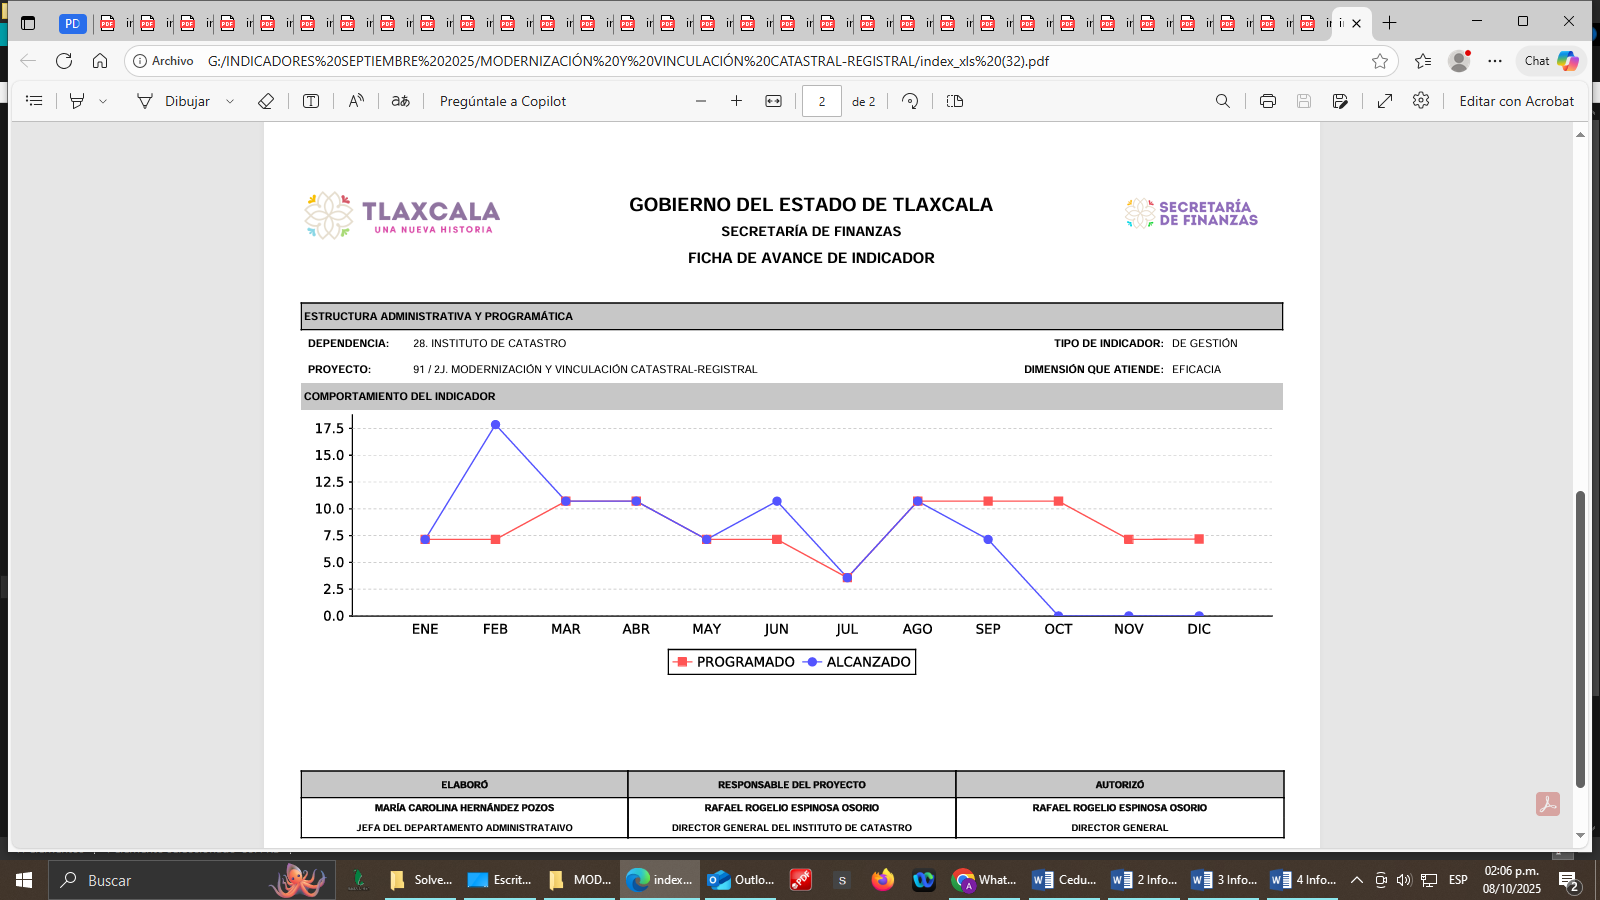 PD
Archivo
G:/INDICADORES%20SEPTIEMBRE%202025/MODERNIZACIÓN%20Y%20VINCULACIÓN%20CATASTRAL-REGISTRAL/index_xls%20(32).pdf
Chat
Dibujar
Pregúntale a Copilot
2
de 2
Editar con Acrobat
TLAXCALA
UNA NUEVA HISTORIA
GOBIERNO DEL ESTADO DE TLAXCALA
SECRETARÍA DE FINANZAS
FICHA DE AVANCE DE INDICADOR
SECRETARÍA
DE FINANZAS
ESTRUCTURA ADMINISTRATIVA Y PROGRAMÁTICA
DEPENDENCIA: 28. INSTITUTO DE CATASTRO
TIPO DE INDICADOR: DE GESTIÓN
PROYECTO: 91 / 2J. MODERNIZACIÓN Y VINCULACIÓN CATASTRAL-REGISTRAL
DIMENSIÓN QUE ATIENDE: EFICACIA
COMPORTAMIENTO DEL INDICADOR
17.5
15.0
12.5
10.0
7.5
5.0
2.5
0.0
ENE FEB MAR ABR MAY JUN JUL AGO SEP OCT NOV DIC
PROGRAMADO ALCANZADO
ELABORÓ
RESPONSABLE DEL PROYECTO
AUTORIZÓ
MARÍA CAROLINA HERNÁNDEZ POZOS
RAFAEL ROGELIO ESPINOSA OSORIO
RAFAEL ROGELIO ESPINOSA OSORIO
JEFA DEL DEPARTAMENTO ADMINISTRATAIVO
DIRECTOR GENERAL DEL INSTITUTO DE CATASTRO
DIRECTOR GENERAL
Buscar
Solve...
Escrit...
MOD...
index...
Outlo...
What...
Cedu...
2 Info...
3 Info...
4 Info...
ESP
02:06 p.m.
08/10/2025
2